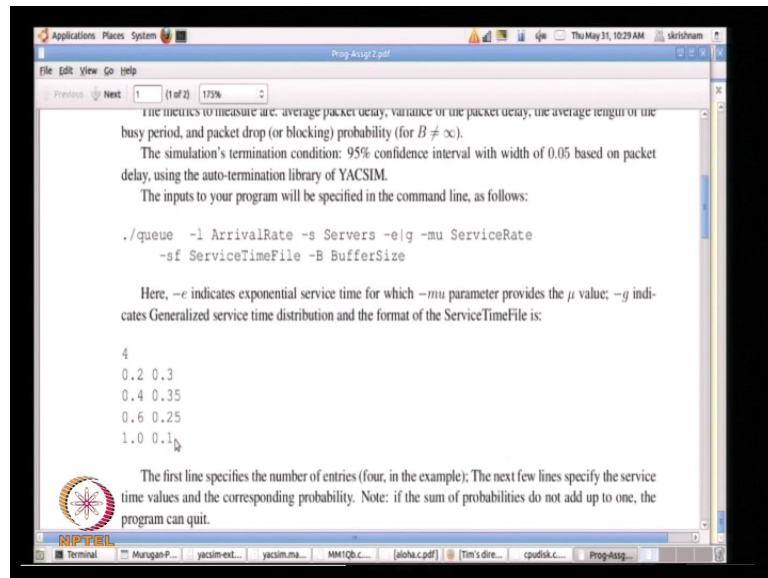 Applications Places System
Thu May 31, 10:29 AM skrishnam
Prog-Assgt2.pdf
File Edit View Go Help
Previous Next 1 (1 of 2) 175%
The metrics to measure are: average packet delay, variance of the packet delay, the average length of the
busy period, and packet drop (or blocking) probability (for B ≠ ∞).
The simulation's termination condition: 95% confidence interval with width of 0.05 based on packet
delay, using the auto-termination library of YACSIM.
The inputs to your program will be specified in the command line, as follows:
./queue -l ArrivalRate -s Servers -e|g -mu ServiceRate
-sf ServiceTimeFile -B BufferSize
Here, −e indicates exponential service time for which −mu parameter provides the μ value; −g indi-
cates Generalized service time distribution and the format of the ServiceTimeFile is:
4
0.2 0.3
0.4 0.35
0.6 0.25
1.0 0.1
The first line specifies the number of entries (four, in the example); The next few lines specify the service
time values and the corresponding probability. Note: if the sum of probabilities do not add up to one, the
program can quit.
NPTEL
Terminal Murugan-P... yacsim-ext... yacsim.ma... MM1Qb.c.... [aloha.c.pdf] [Tim's dire... cpudisk.c.... Prog-Assg...